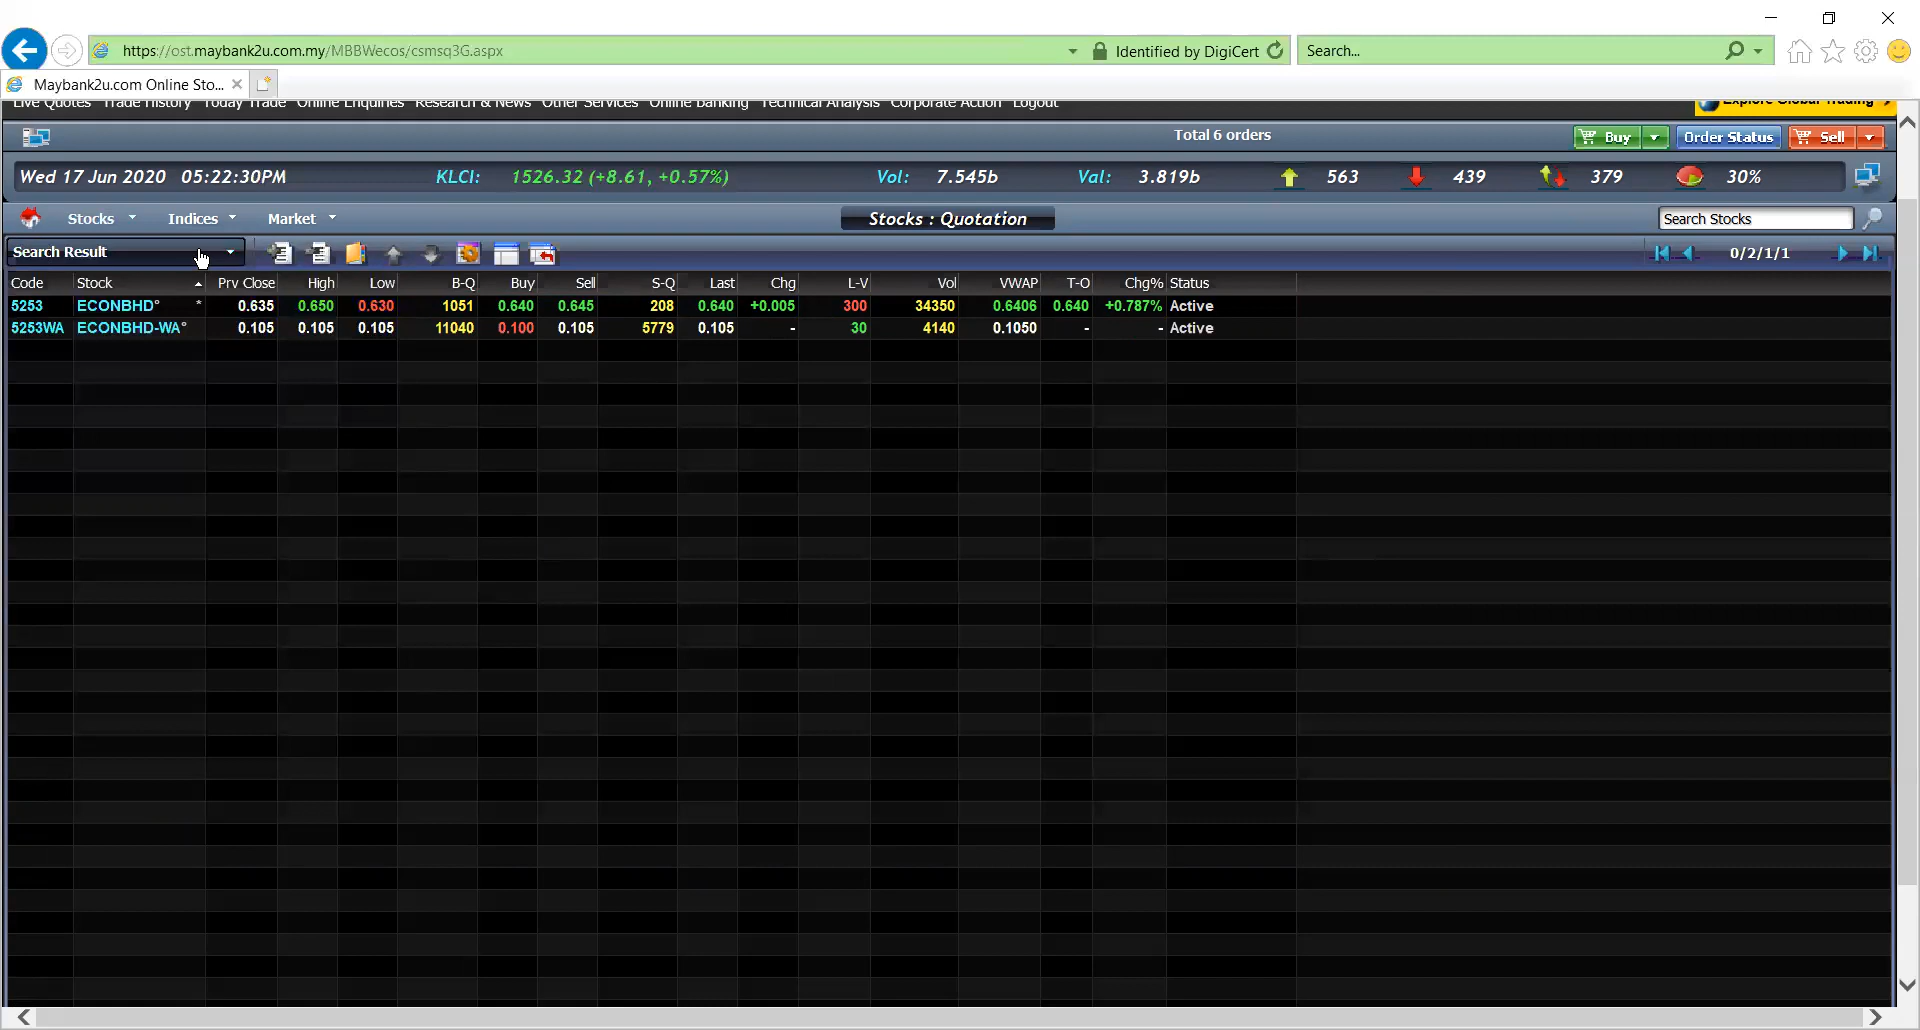 https://ost.maybank2u.com.my/MBBWecos/csmsq3G.aspx Identified by DigiCert Search...
Maybank2u.com Online Sto...
Live Quotes Trade History Today Trade Online Enquiries Research & News Other Services Online Banking Technical Analysis Corporate Action Logout Explore Global Trading
Total 6 orders Buy Order Status Sell
Wed 17 Jun 2020 05:22:30PM KLCI: 1526.32 (+8.61, +0.57%) Vol: 7.545b Val: 3.819b 563 439 379 30%
Stocks Indices Market Stocks : Quotation Search Stocks
Search Result 0/2/1/1
Code Stock Prv Close High Low B-Q Buy Sell S-Q Last Chg L-V Vol VWAP T-O Chg% Status
5253 ECONBHD° * 0.635 0.650 0.630 1051 0.640 0.645 208 0.640 +0.005 300 34350 0.6406 0.640 +0.787% Active
5253WA ECONBHD-WA° 0.105 0.105 0.105 11040 0.100 0.105 5779 0.105 - 30 4140 0.1050 - - Active